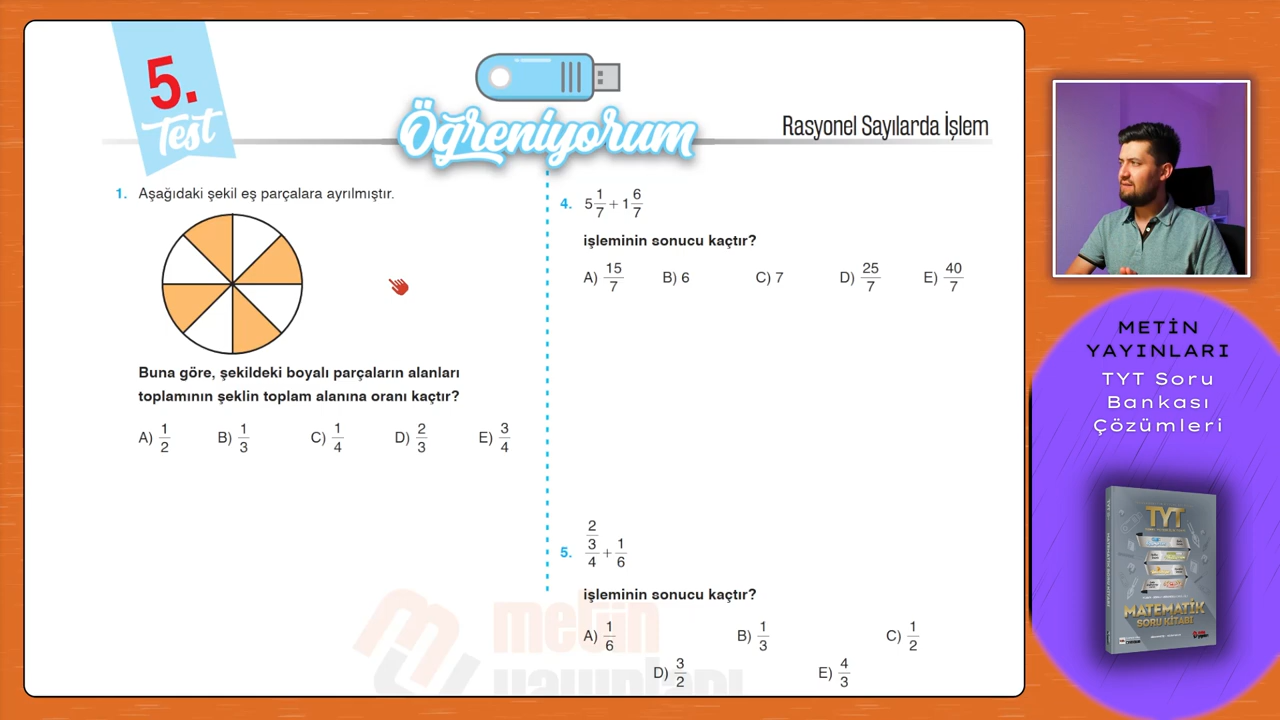 5.
Test
Öğreniyorum
Rasyonel Sayılarda İşlem
1. Aşağıdaki şekil eş parçalara ayrılmıştır.
Buna göre, şekildeki boyalı parçaların alanları
toplamının şeklin toplam alanına oranı kaçtır?
A) 1/2 B) 1/3 C) 1/4 D) 2/3 E) 3/4
4. 5 1/7 + 1 6/7
işleminin sonucu kaçtır?
A) 15/7 B) 6 C) 7 D) 25/7 E) 40/7
5. 2/3/4 + 1/6
işleminin sonucu kaçtır?
A) 1/6 B) 1/3 C) 1/2
D) 3/2 E) 4/3
metin
yayınları
METİN
YAYINLARI
TYT Soru
Bankası
Çözümleri
TYT
MATEMATİK
SORU KİTABI